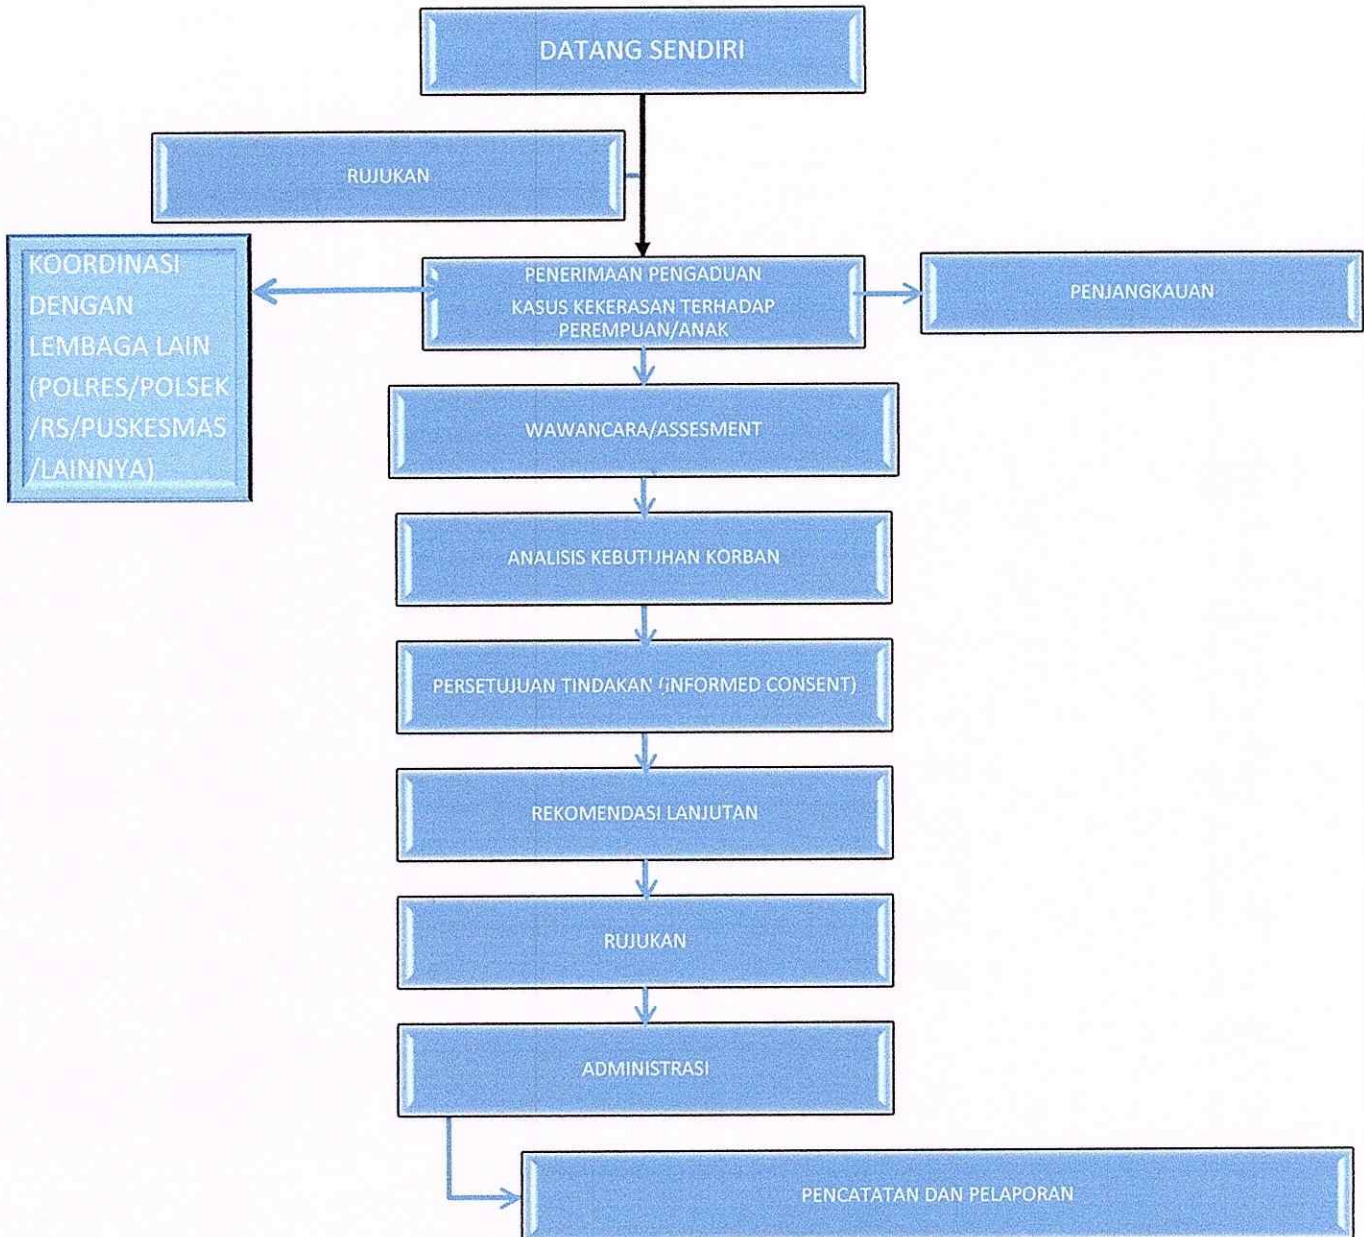 DATANG SENDIRI
RUJUKAN
KOORDINASI
DENGAN
LEMBAGA LAIN
(POLRES/POLSEK
/RS/PUSKESMAS
/LAINNYA)
PENERIMAAN PENGADUAN
KASUS KEKERASAN TERHADAP
PEREMPUAN/ANAK
PENJANGKAUAN
WAWANCARA/ASSESMENT
ANALISIS KEBUTUHAN KORBAN
PERSETUJUAN TINDAKAN (INFORMED CONSENT)
REKOMENDASI LANJUTAN
RUJUKAN
ADMINISTRASI
PENCATATAN DAN PELAPORAN